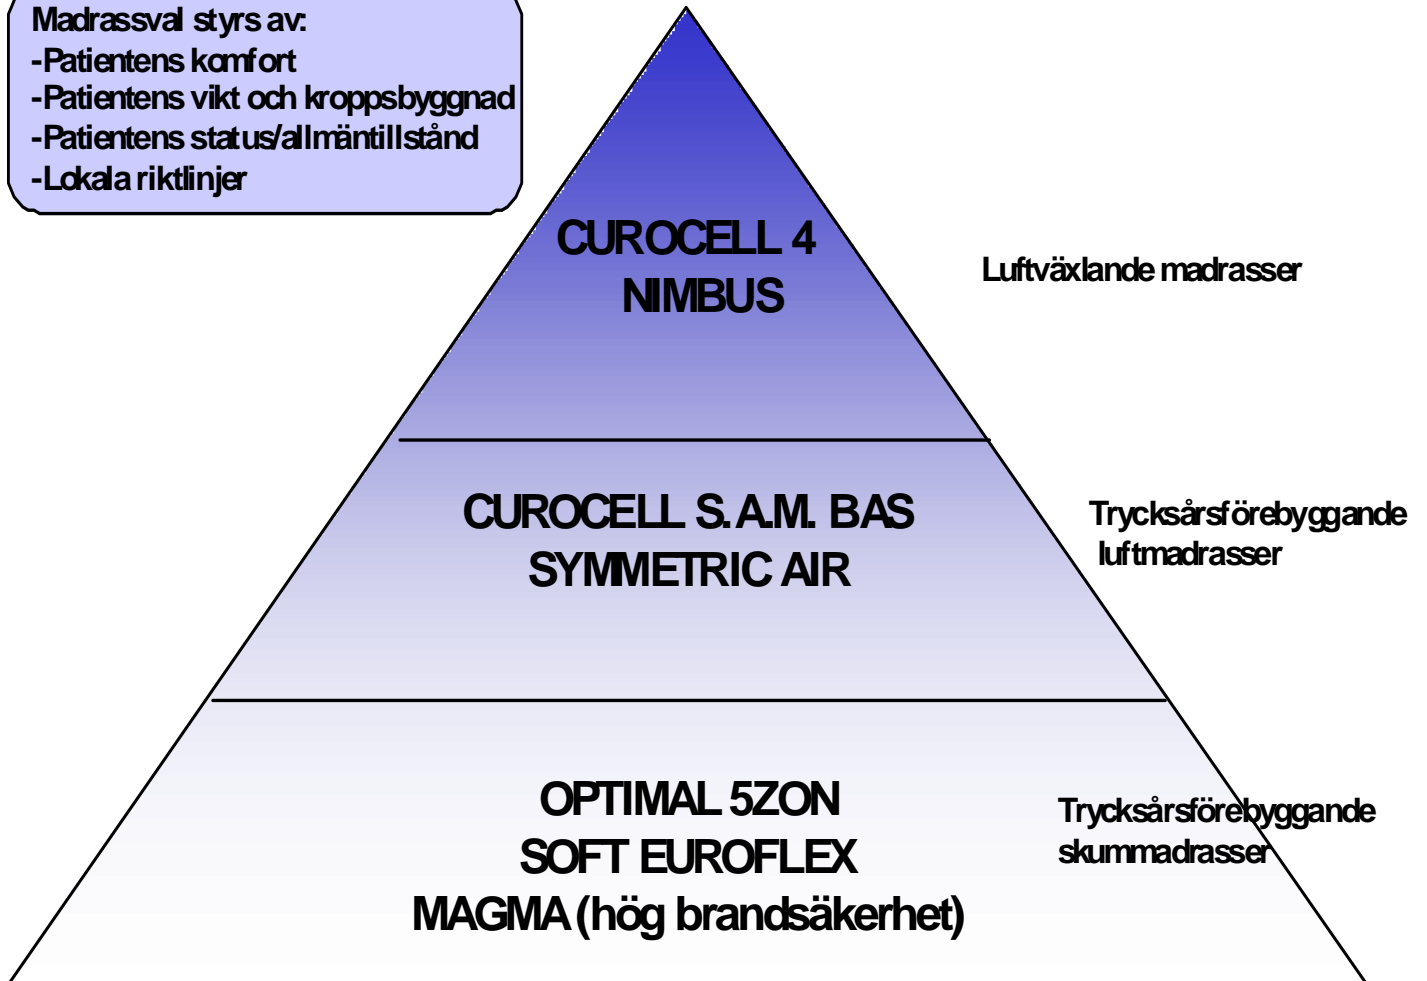 Madrassval styrs av:
-Patientens komfort
-Patientens vikt och kroppsbyggnad
-Patientens status/allmäntillstånd
-Lokala riktlinjer
CUROCELL 4
NIMBUS
Luftväxlande madrasser
CUROCELL S.A.M. BAS
SYMMETRIC AIR
Trycksårsförebyggande
luftmadrasser
OPTIMAL 5ZON
SOFT EUROFLEX
MAGMA (hög brandsäkerhet)
Trycksårsförebyggande
skummadrasser